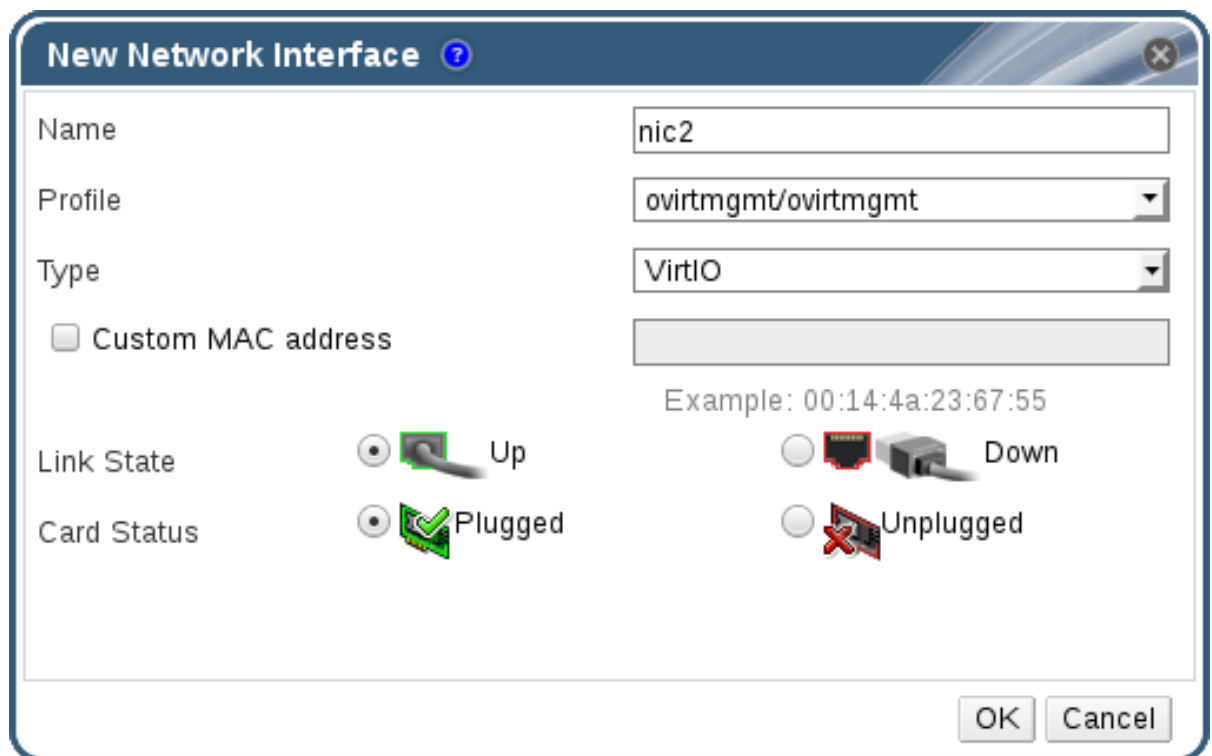 New Network Interface ?
Name nic2
Profile ovirtmgmt/ovirtmgmt
Type VirtIO
Custom MAC address
Example: 00:14:4a:23:67:55
Link State Up Down
Card Status Plugged Unplugged
OK Cancel